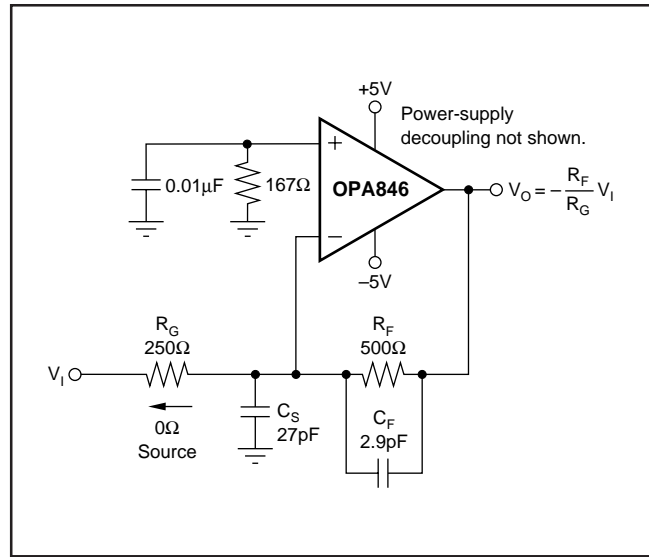 +5V
Power-supply
decoupling not shown.
+
0.01μF
167Ω
OPA846
V_O = – R_F/R_G V_I
–
–5V
R_G
250Ω
R_F
500Ω
V_I
0Ω
Source
C_S
27pF
C_F
2.9pF